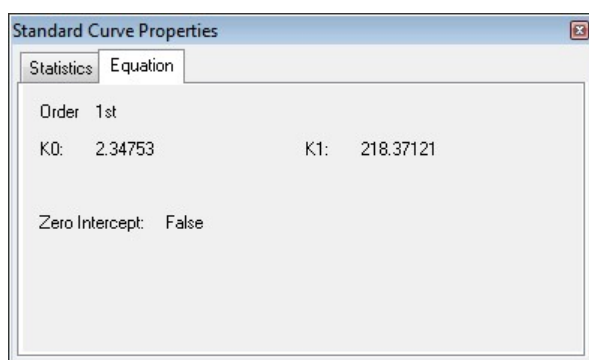 Standard Curve Properties
Statistics Equation
Order 1st
K0: 2.34753 K1: 218.37121
Zero Intercept: False